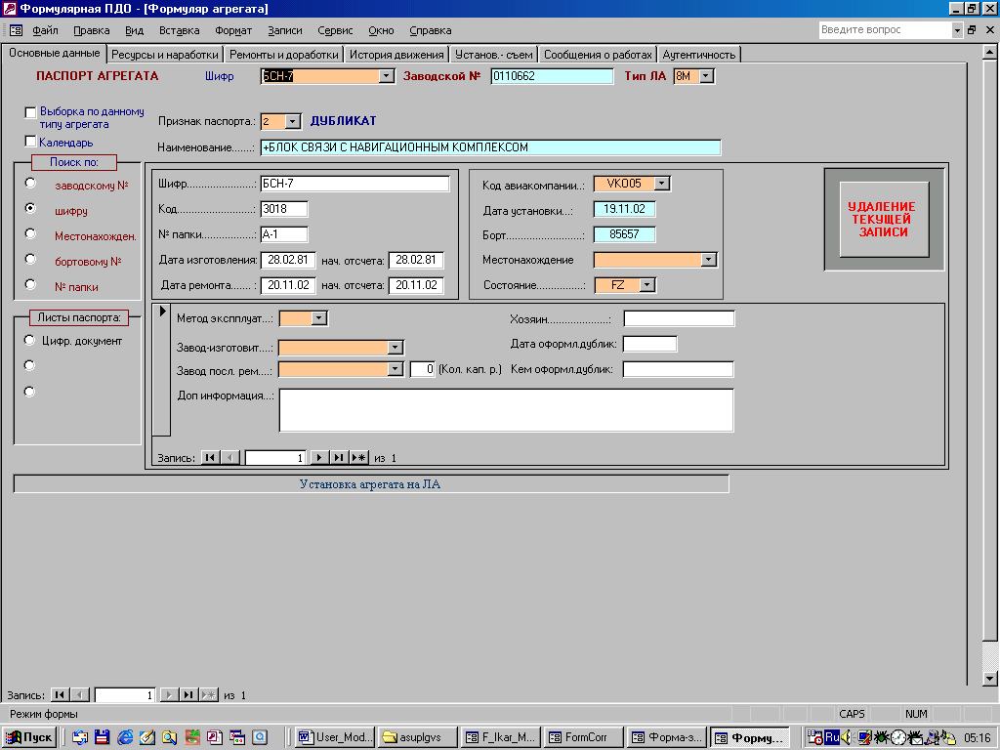 Формулярная ПДО - [Формуляр агрегата]
Файл Правка Вид Вставка Формат Записи Сервис Окно Справка Введите вопрос
Основные данные Ресурсы и наработки Ремонты и доработки История движения Установ.- съем Сообщения о работах Аутентичность
ПАСПОРТ АГРЕГАТА Шифр БСН-7 Заводской № 0110662 Тип ЛА 8М
Выборка по данному
типу агрегата
Признак паспорта.: 2 ДУБЛИКАТ
Календарь
Наименование.......: +БЛОК СВЯЗИ С НАВИГАЦИОННЫМ КОМПЛЕКСОМ
Поиск по:
заводскому №
шифру
Местонахожден.
бортовому №
№ папки
Шифр......................: БСН-7
Код.........................: 3018
№ папки..................: А-1
Дата изготовления: 28.02.81 нач. отсчета: 28.02.81
Дата ремонта....... : 20.11.02 нач. отсчета: 20.11.02
Код авиакомпании..: VKO05
Дата установки...: 19.11.02
Борт....................: 85657
Местонахождение
Состояние...............: FZ
УДАЛЕНИЕ
ТЕКУЩЕЙ
ЗАПИСИ
Листы паспорта:
Цифр. документ
Метод эксплуат...: Хозяин..................:
Завод-изготовит....: Дата оформл.дублик:
Завод посл. рем....: 0 (Кол. кап. р.) Кем оформл.дублик:
Доп информация...:
Запись: 1 из 1
Установка агрегата на ЛА
Запись: 1 из 1
Режим формы CAPS NUM
Пуск User_Mod... asuplgvs F_Ikar_M... FormCorr Форма-з... Форму... Ru 05:16